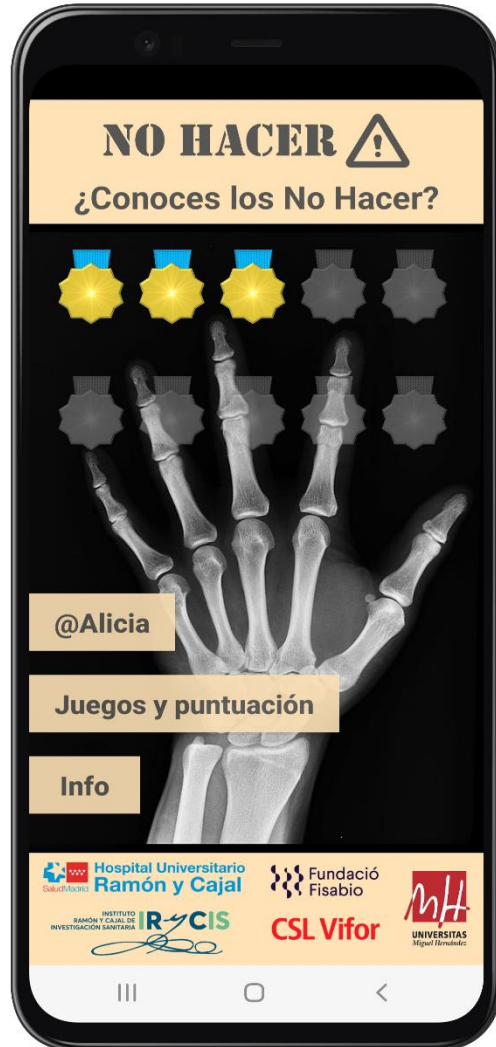 NO HACER
¿Conoces los No Hacer?
@Alicia
Juegos y puntuación
Info
SaludMadrid
Hospital Universitario
Ramón y Cajal
Fundació
Fisabio
INSTITUTO
RAMÓN Y CAJAL DE
INVESTIGACIÓN SANITARIA
IRyCIS
CSL Vifor
UNIVERSITAS
Miguel Hernández